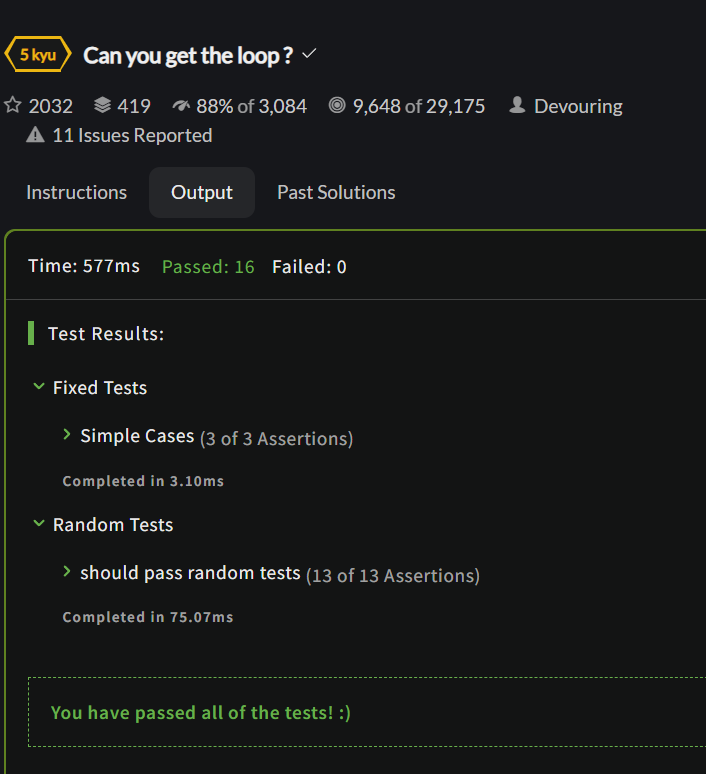 5 kyu Can you get the loop ?
2032 419 88% of 3,084 9,648 of 29,175 Devouring
11 Issues Reported
Instructions Output Past Solutions
Time: 577ms Passed: 16 Failed: 0
Test Results:
Fixed Tests
Simple Cases (3 of 3 Assertions)
Completed in 3.10ms
Random Tests
should pass random tests (13 of 13 Assertions)
Completed in 75.07ms
You have passed all of the tests! :)